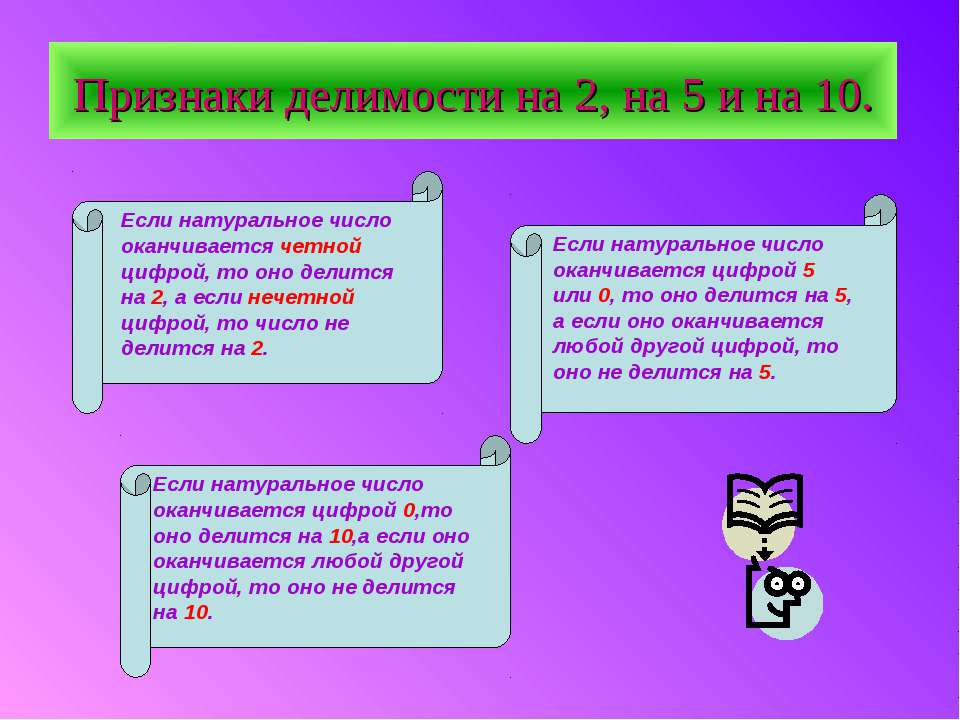 Признаки делимости на 2, на 5 и на 10.
Если натуральное число
оканчивается четной
цифрой, то оно делится
на 2, а если нечетной
цифрой, то число не
делится на 2.
Если натуральное число
оканчивается цифрой 5
или 0, то оно делится на 5,
а если оно оканчивается
любой другой цифрой, то
оно не делится на 5.
Если натуральное число
оканчивается цифрой 0,то
оно делится на 10,а если оно
оканчивается любой другой
цифрой, то оно не делится
на 10.